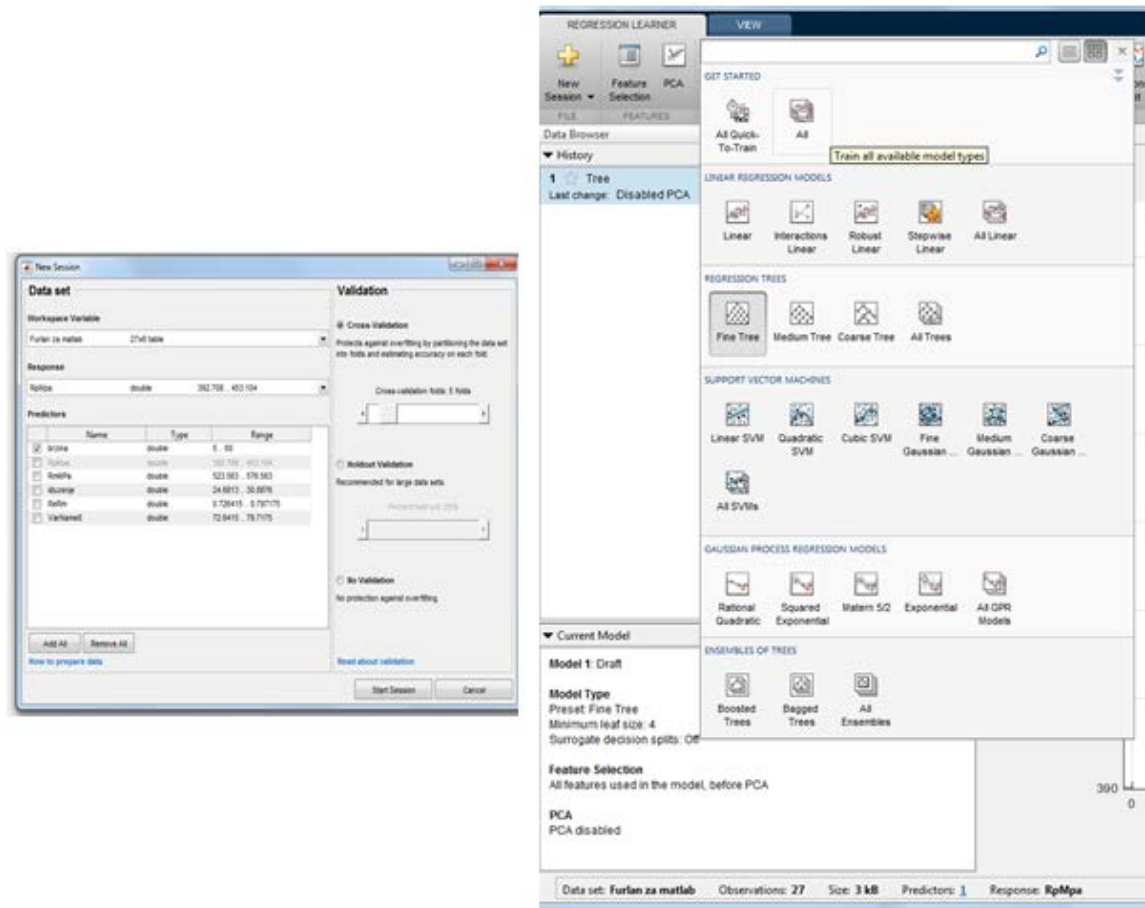 New Session
Data set
Workspace Variable
Furlan za matlab 27x6 table
Response
RpMpa double 392.708 .. 453.104
Predictors
Name Type Range
brzina double 5 .. 80
RpMpa double 392.708 .. 453.104
RmMPa double 523.563 .. 576.563
double
Re/Rm double 0.726415 .. 0.797175
double 72.6415 .. 79.7175
Add All Remove All
How to prepare data
Validation
Cross-Validation
Protects against overfitting by partitioning the data set
into folds and estimating accuracy on each fold.
Cross-validation folds: 5 folds
Holdout Validation
Recommended for large data sets.
Percent held out: 25%
No Validation
No protection against overfitting.
Read about validation
Start Session Cancel
REGRESSION LEARNER VIEW
New Session
Feature Selection
PCA
FILE FEATURES
Data Browser
History
1 Tree
Last change: Disabled PCA
GET STARTED
All Quick-To-Train
All
Train all available model types
LINEAR REGRESSION MODELS
Linear
Interactions Linear
Robust Linear
Stepwise Linear
All Linear
REGRESSION TREES
Fine Tree
Medium Tree
Coarse Tree
All Trees
SUPPORT VECTOR MACHINES
Linear SVM
Quadratic SVM
Cubic SVM
Fine Gaussian ...
Medium Gaussian ...
Coarse Gaussian ...
All SVMs
GAUSSIAN PROCESS REGRESSION MODELS
Rational Quadratic
Squared Exponential
Matern 5/2
Exponential
All GPR Models
ENSEMBLES OF TREES
Boosted Trees
Bagged Trees
All Ensembles
Current Model
Model 1: Draft
Model Type
Preset: Fine Tree
Minimum leaf size: 4
Surrogate decision splits: Off
Feature Selection
All features used in the model, before PCA
PCA
PCA disabled
390
0
Data set: Furlan za matlab Observations: 27 Size: 3 kB Predictors: 1 Response: RpMpa